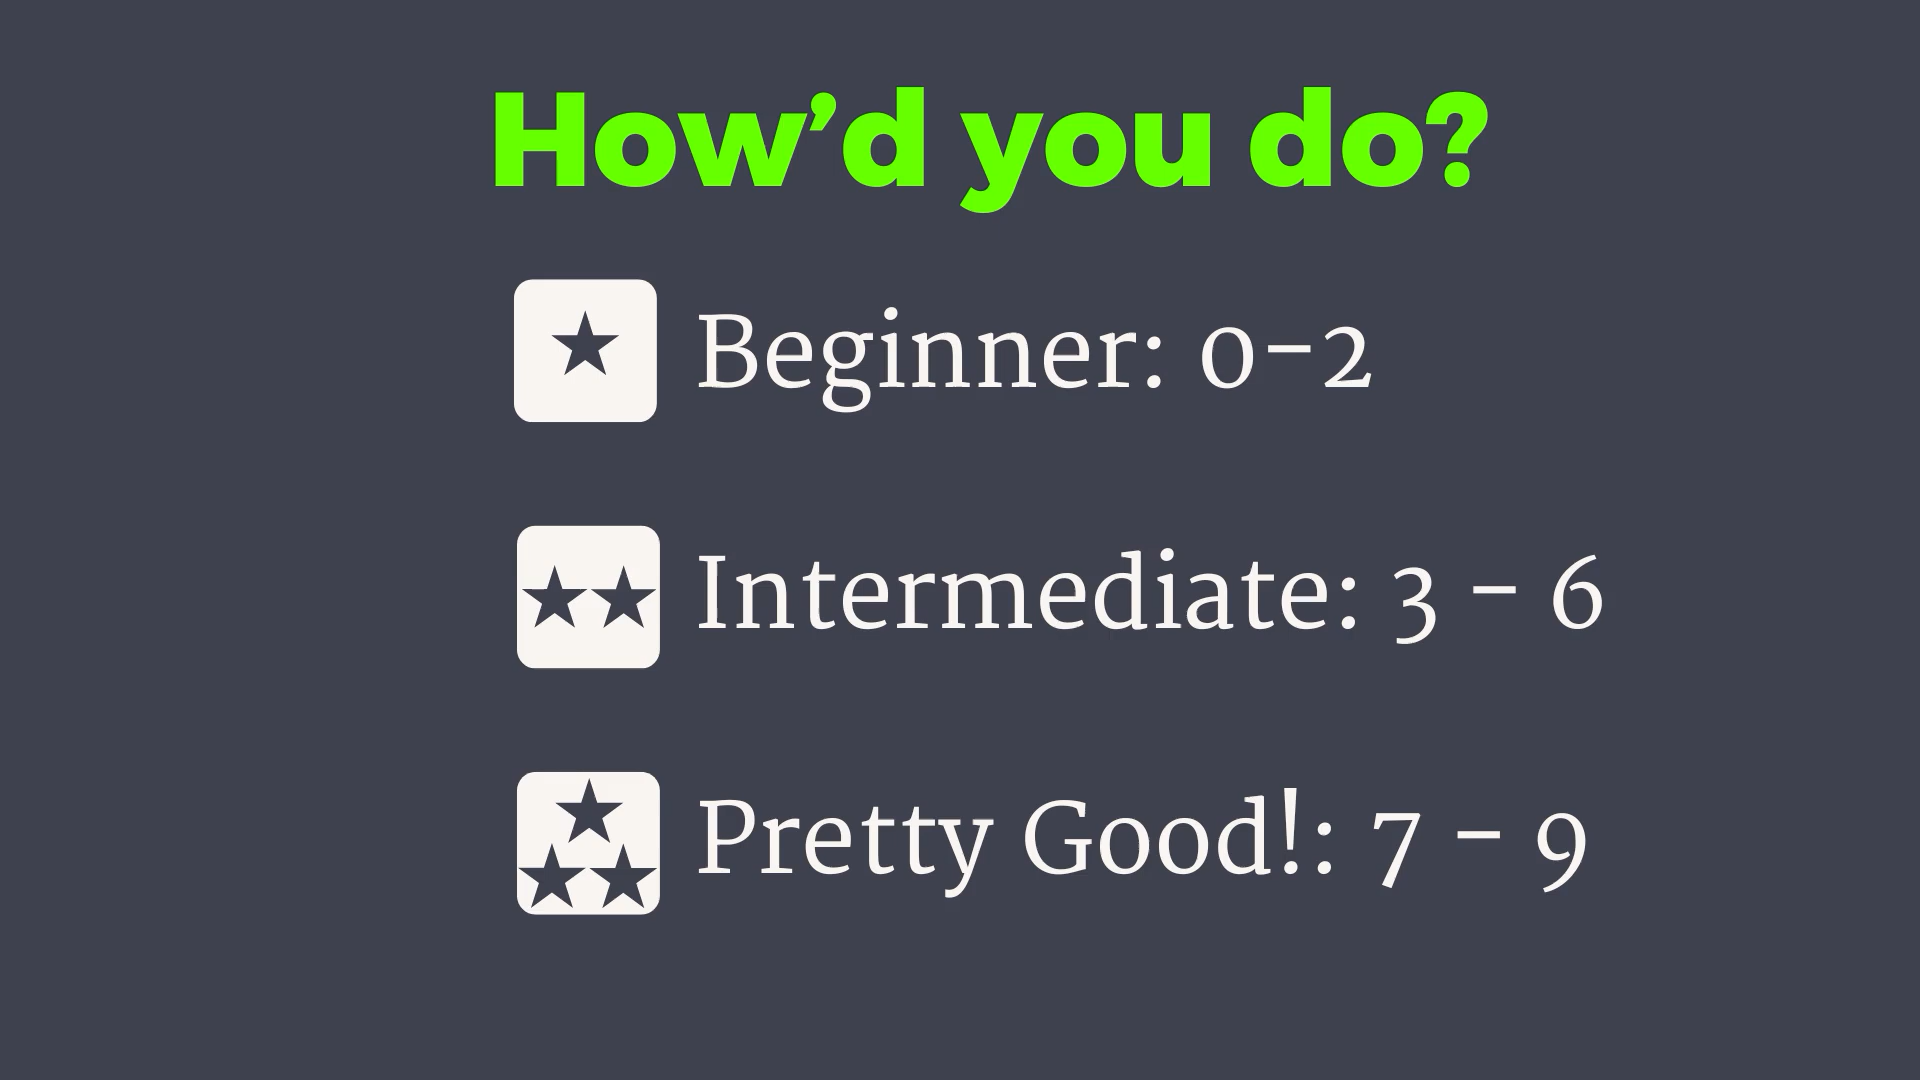 How’d you do?
Beginner: 0-2
Intermediate: 3 - 6
Pretty Good!: 7 - 9